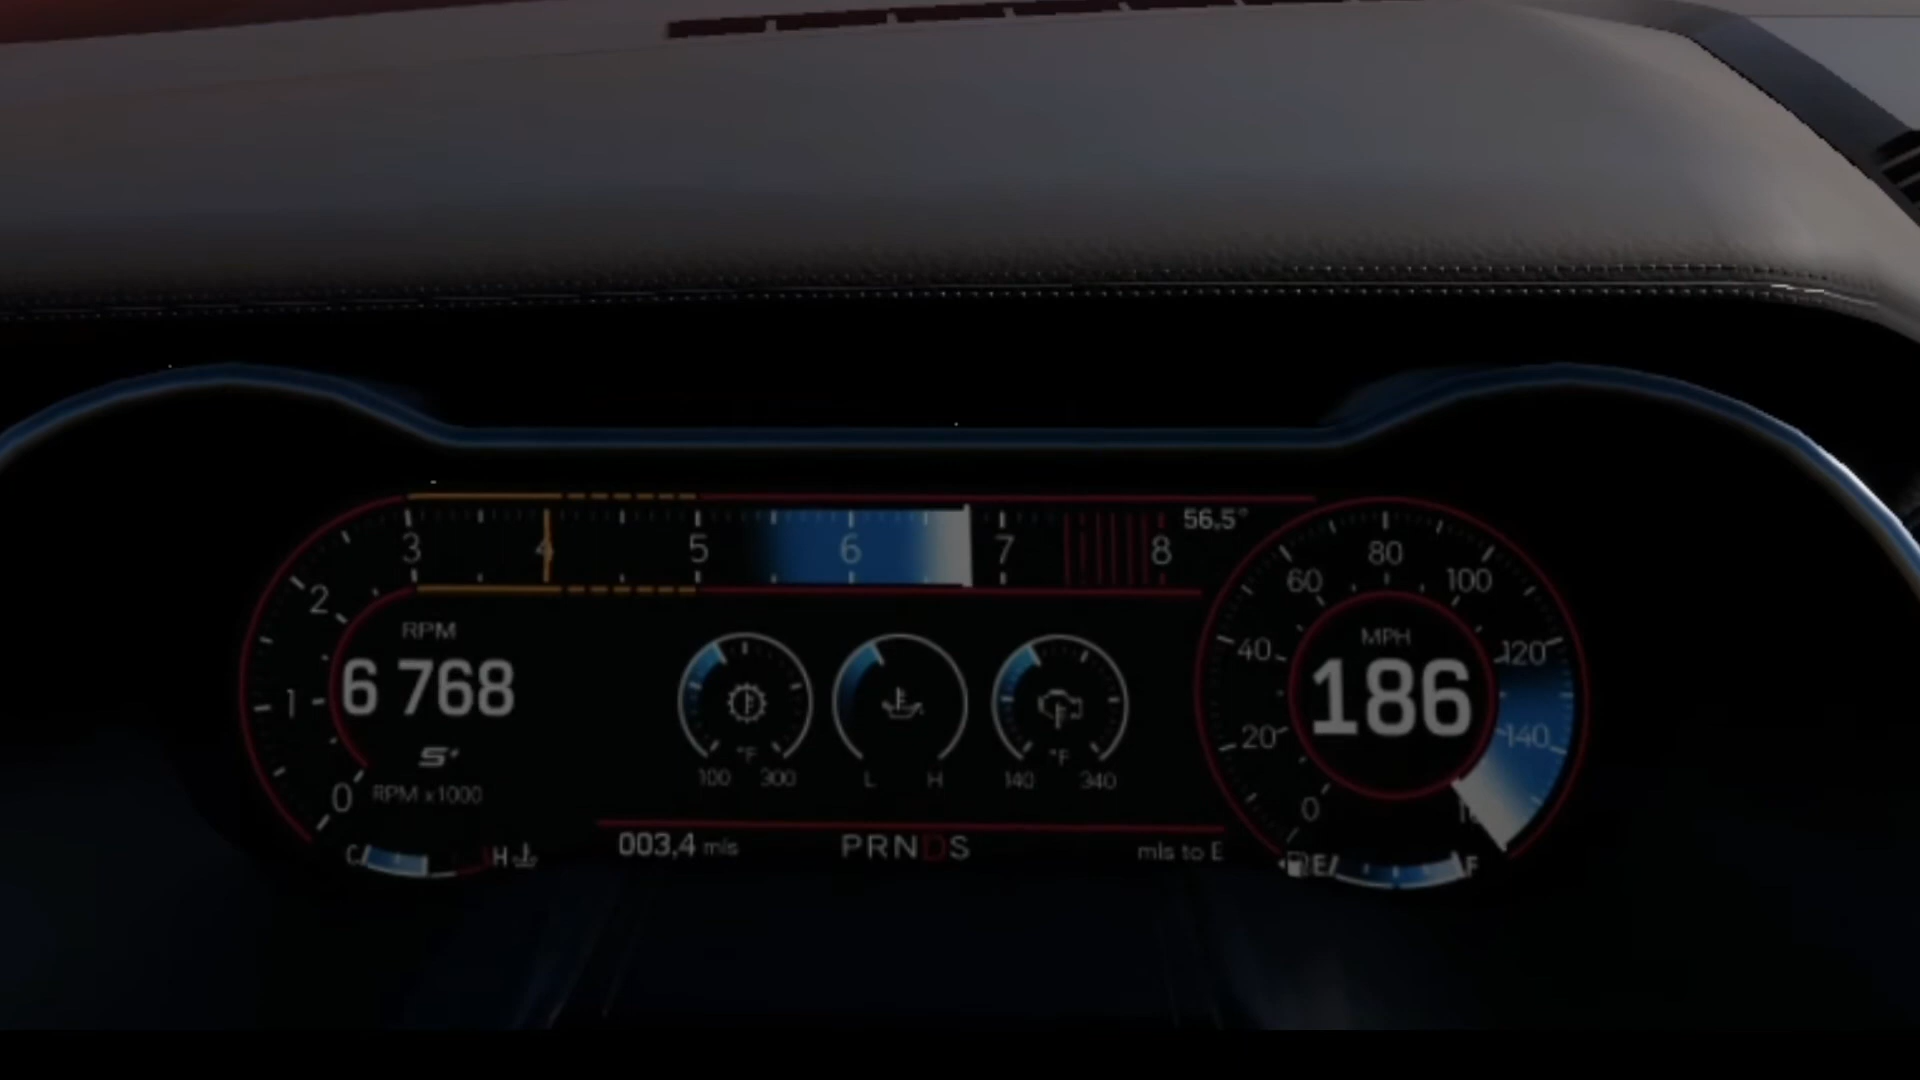 56,5°
3 4 5 6 7 8
80
60 100
2
RPM
MPH
40 120
6 768
186
1
20 140
S+
°F °F
100 300 L H 140 340
0 RPM x1000
0
C H
003,4 mls PRNDS mls to E
E F